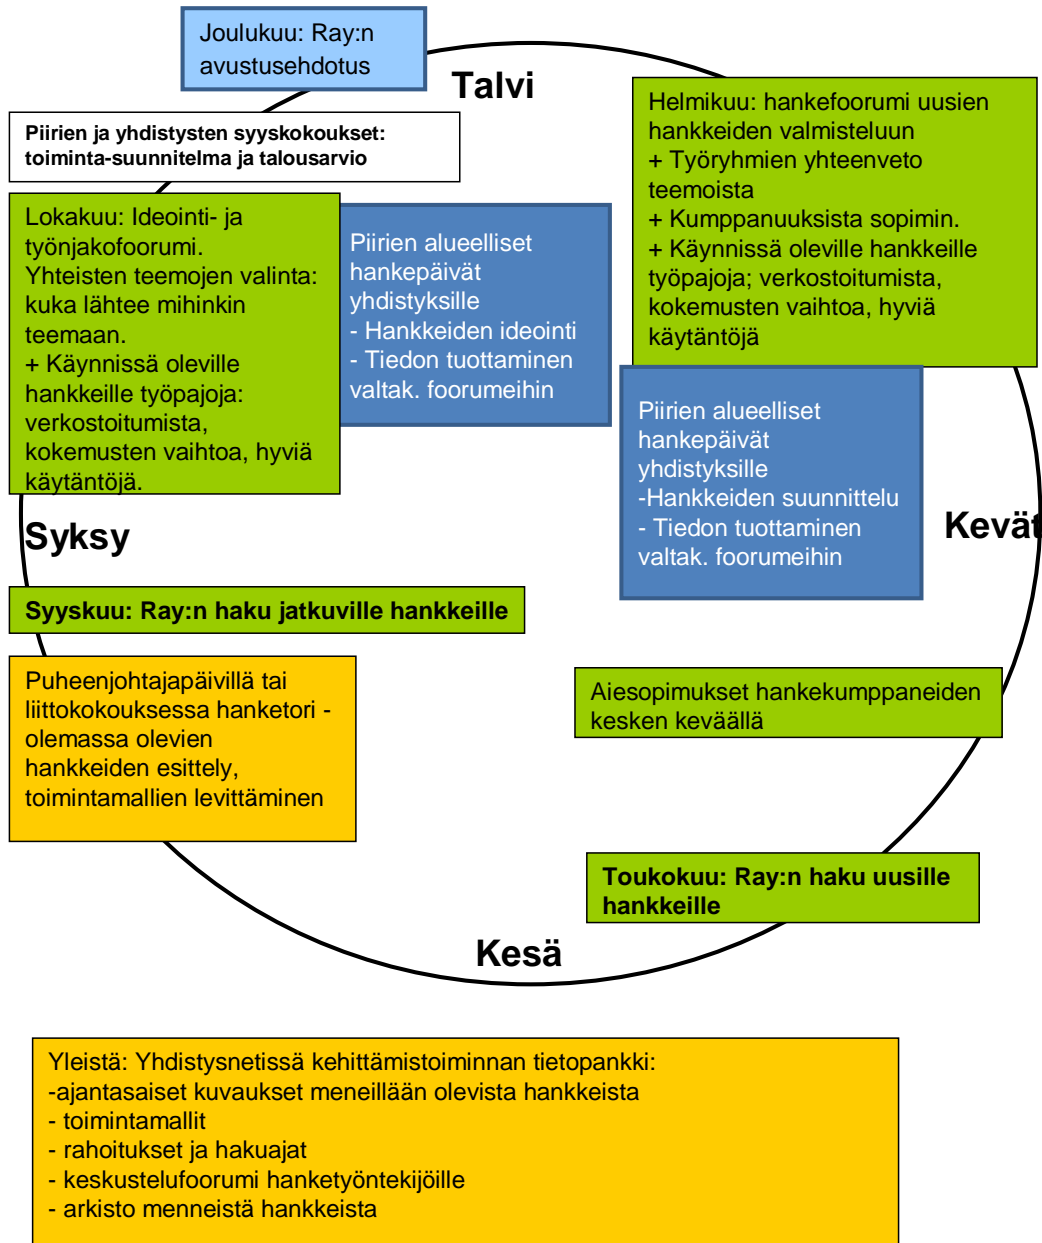 Joulukuu: Ray:n
avustusehdotus
Talvi
Helmikuu: hankefoorumi uusien
hankkeiden valmisteluun
+ Työryhmien yhteenveto
teemoista
+ Kumppanuuksista sopimin.
+ Käynnissä oleville hankkeille
työpajoja; verkostoitumista,
kokemusten vaihtoa, hyviä
käytäntöjä
Piirien ja yhdistysten syyskokoukset:
toiminta-suunnitelma ja talousarvio
Lokakuu: Ideointi- ja
työnjakofoorumi.
Yhteisten teemojen valinta:
kuka lähtee mihinkin
teemaan.
+ Käynnissä oleville
hankkeille työpajoja:
verkostoitumista,
kokemusten vaihtoa, hyviä
käytäntöjä.
Piirien alueelliset
hankepäivät
yhdistyksille
- Hankkeiden ideointi
- Tiedon tuottaminen
valtak. foorumeihin
Piirien alueelliset
hankepäivät
yhdistyksille
-Hankkeiden suunnittelu
- Tiedon tuottaminen
valtak. foorumeihin
Syksy
Kevät
Syyskuu: Ray:n haku jatkuville hankkeille
Puheenjohtajapäivillä tai
liittokokouksessa hanketori -
olemassa olevien
hankkeiden esittely,
toimintamallien levittäminen
Aiesopimukset hankekumppaneiden
kesken keväällä
Toukokuu: Ray:n haku uusille
hankkeille
Kesä
Yleistä: Yhdistysnetissä kehittämistoiminnan tietopankki:
-ajantasaiset kuvaukset meneillään olevista hankkeista
- toimintamallit
- rahoitukset ja hakuajat
- keskustelufoorumi hanketyöntekijöille
- arkisto menneistä hankkeista